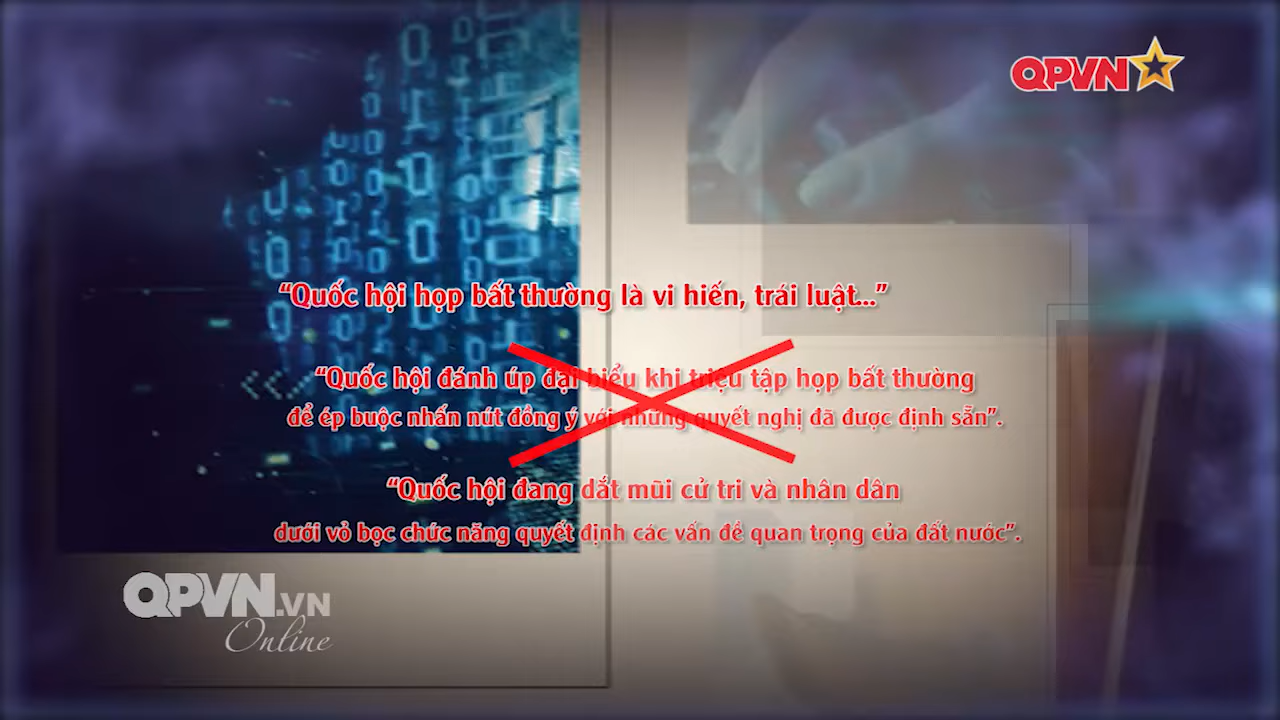 QPVN
“Quốc hội họp bất thường là vi hiến, trái luật...”
“Quốc hội đánh úp đại biểu khi triệu tập họp bất thường
để ép buộc nhấn nút đồng ý với những quyết nghị đã được định sẵn”.
“Quốc hội đang dắt mũi cử tri và nhân dân
dưới vỏ bọc chức năng quyết định các vấn đề quan trọng của đất nước”.
QPVN.VN
Online